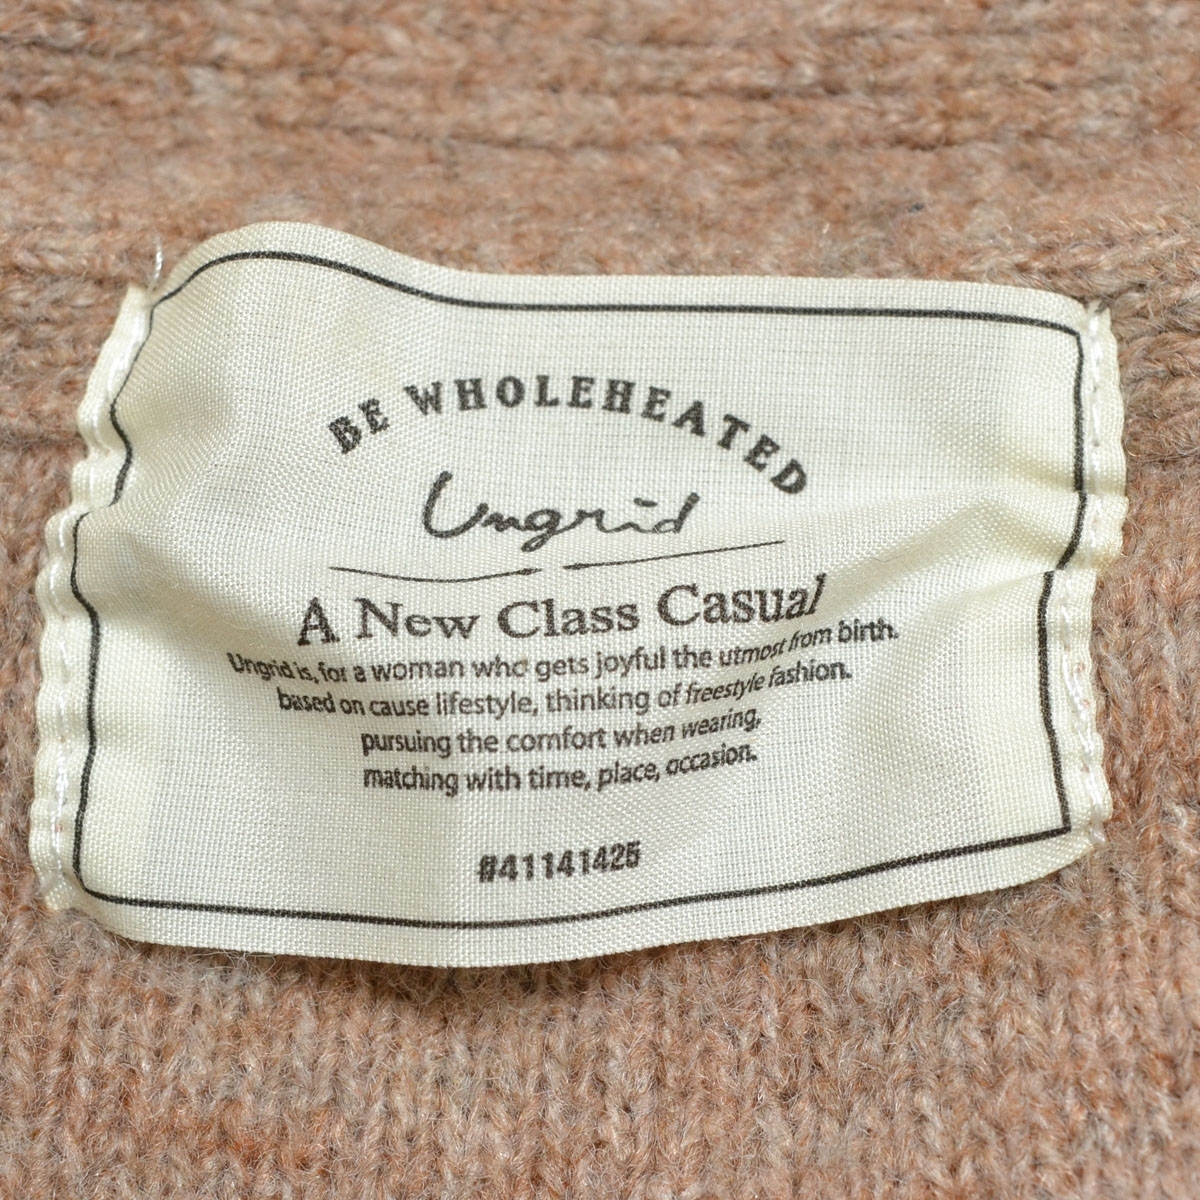 BE WHOLEHEATED
Ungrid
A New Class Casual
Ungrid is, for a woman who gets joyful the utmost from birth.
based on cause lifestyle, thinking of freestyle fashion.
pursuing the comfort when wearing,
matching with time, place, occasion.
#41141425